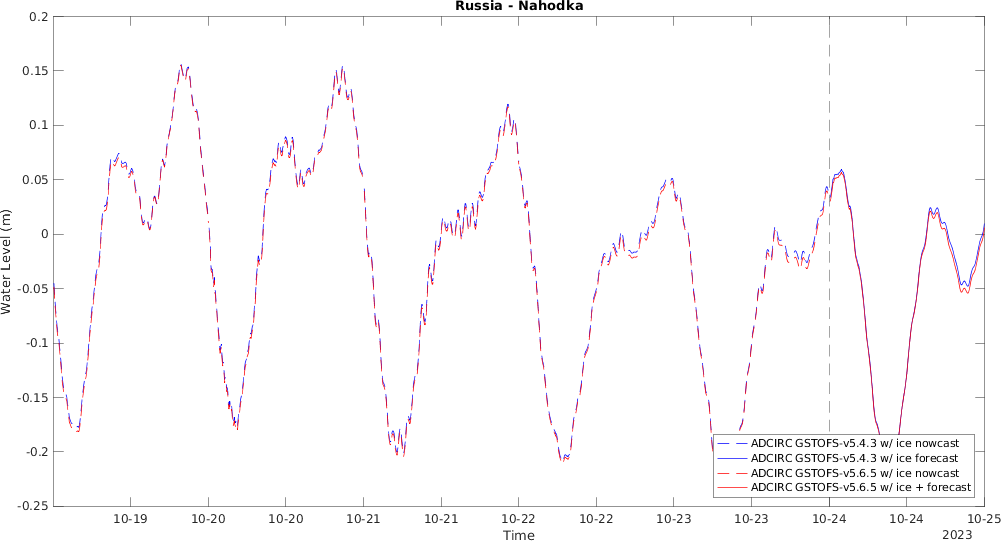 Russia - Nahodka
0.2
0.15
0.1
0.05
0
-0.05
-0.1
-0.15
-0.2
-0.25
Water Level (m)
ADCIRC GSTOFS-v5.4.3 w/ ice nowcast
ADCIRC GSTOFS-v5.4.3 w/ ice forecast
ADCIRC GSTOFS-v5.6.5 w/ ice nowcast
ADCIRC GSTOFS-v5.6.5 w/ ice + forecast
10-19 10-20 10-20 10-21 10-21 10-22 10-22 10-23 10-23 10-24 10-24 10-25
Time
2023